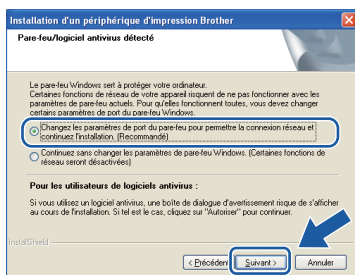 Installation d'un périphérique d'impression Brother
Pare-feu/logiciel antivirus détecté
Le pare-feu Windows sert à protéger votre ordinateur.
Certaines fonctions de réseau de votre appareil risquent de ne pas fonctionner avec les
paramètres de pare-feu actuels. Pour qu'elles fonctionnent toutes, vous devez changer
certains paramètres de port du pare-feu Windows.
Changez les paramètres de port du pare-feu pour permettre la connexion réseau et
continuez l'installation. (Recommandé)
Continuez sans changer les paramètres de pare-feu Windows. (Certaines fonctions de
réseau seront désactivées)
Pour les utilisateurs de logiciels antivirus :
Si vous utilisez un logiciel antivirus, une boîte de dialogue d'avertissement risque de s'afficher
au cours de l'installation. Si tel est le cas, cliquez sur "Autoriser" pour continuer.
InstallShield
< Précédent Suivant > Annuler